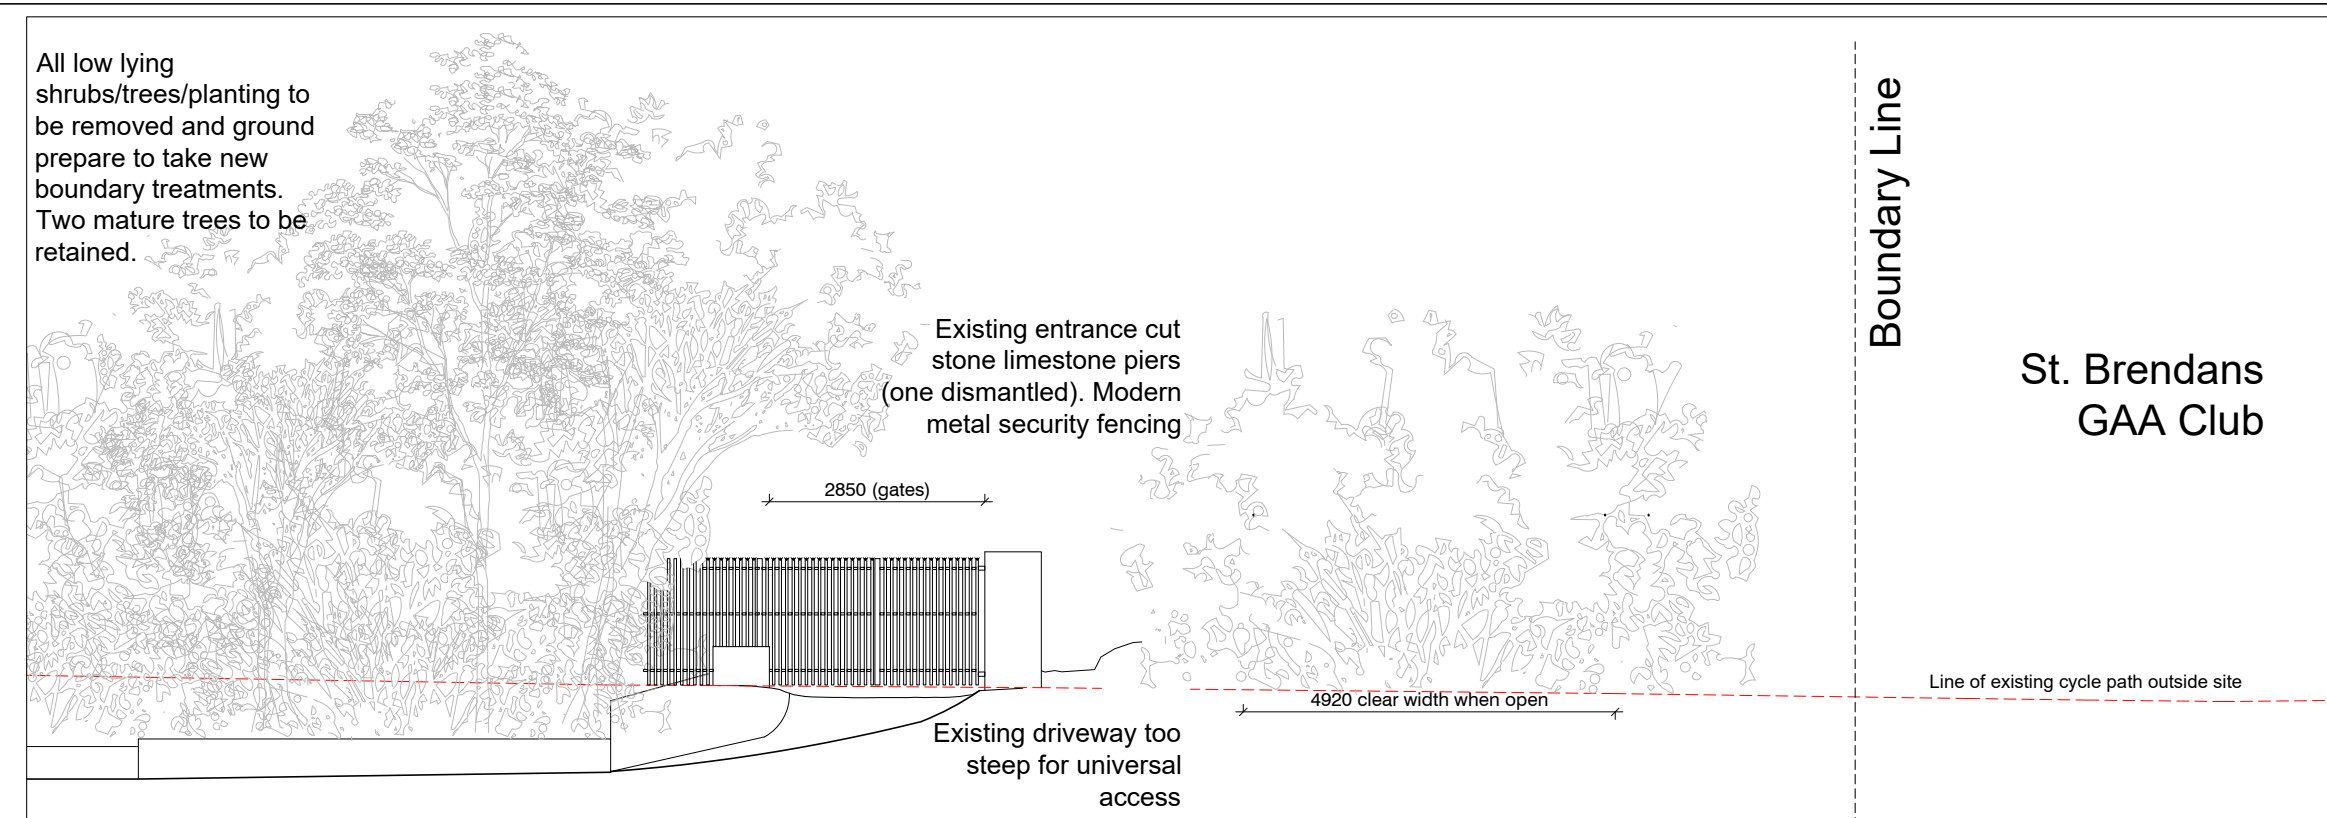 All low lying
shrubs/trees/planting to
be removed and ground
prepare to take new
boundary treatments.
Two mature trees to be
retained.
Existing entrance cut
stone limestone piers
(one dismantled). Modern
metal security fencing
2850 (gates)
Existing driveway too
steep for universal
access
4920 clear width when open
Boundary Line
St. Brendans
GAA Club
Line of existing cycle path outside site